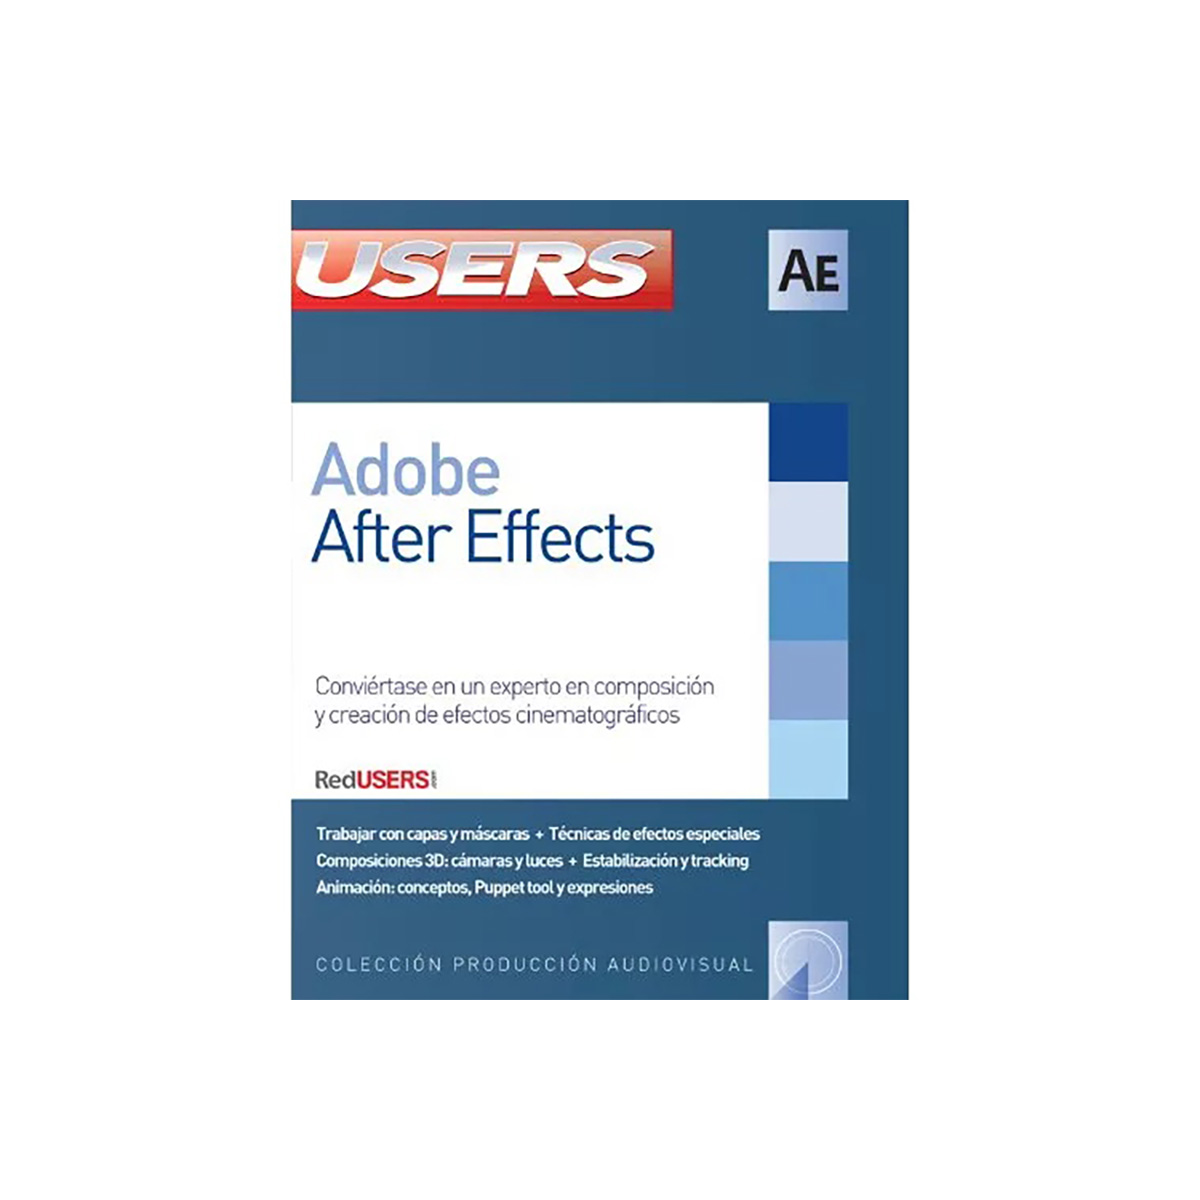 USERS
AE
Adobe
After Effects
Conviértase en un experto en composición
y creación de efectos cinematográficos
RedUSERS.com
Trabajar con capas y máscaras + Técnicas de efectos especiales
Composiciones 3D: cámaras y luces + Estabilización y tracking
Animación: conceptos, Puppet tool y expresiones
COLECCIÓN PRODUCCIÓN AUDIOVISUAL